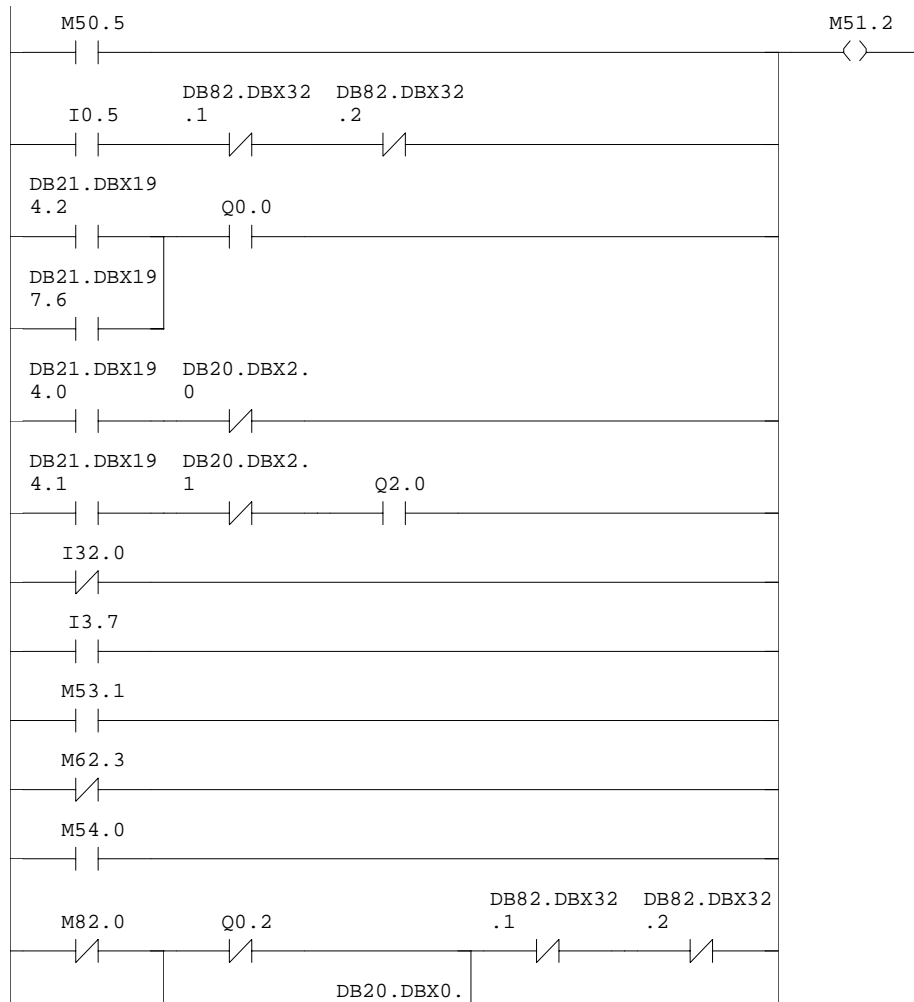 M50.5 M51.2
DB82.DBX32 DB82.DBX32
I0.5 .1 .2
DB21.DBX19
4.2 Q0.0
DB21.DBX19
7.6
DB21.DBX19 DB20.DBX2.
4.0 0
DB21.DBX19 DB20.DBX2.
4.1 1 Q2.0
I32.0
I3.7
M53.1
M62.3
M54.0
DB82.DBX32 DB82.DBX32
M82.0 Q0.2 .1 .2
DB20.DBX0.